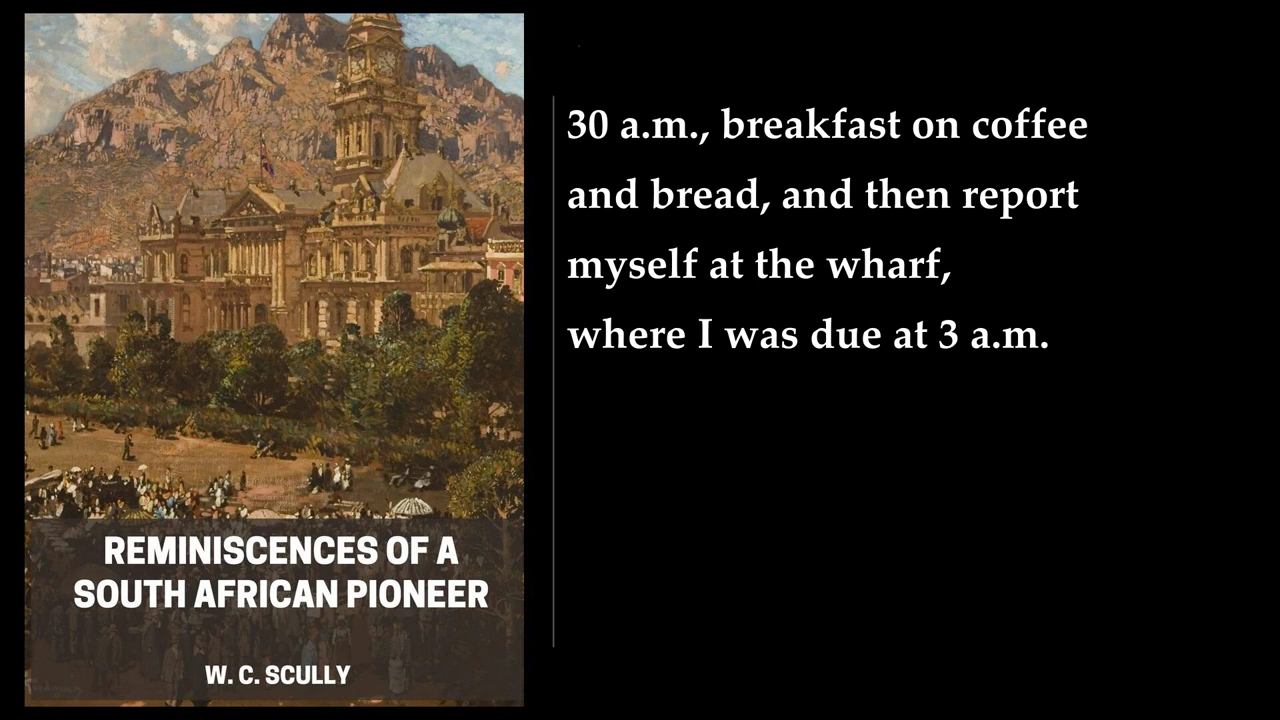 30 a.m., breakfast on coffee
and bread, and then report
myself at the wharf,
where I was due at 3 a.m.
REMINISCENCES OF A
SOUTH AFRICAN PIONEER
W. C. SCULLY